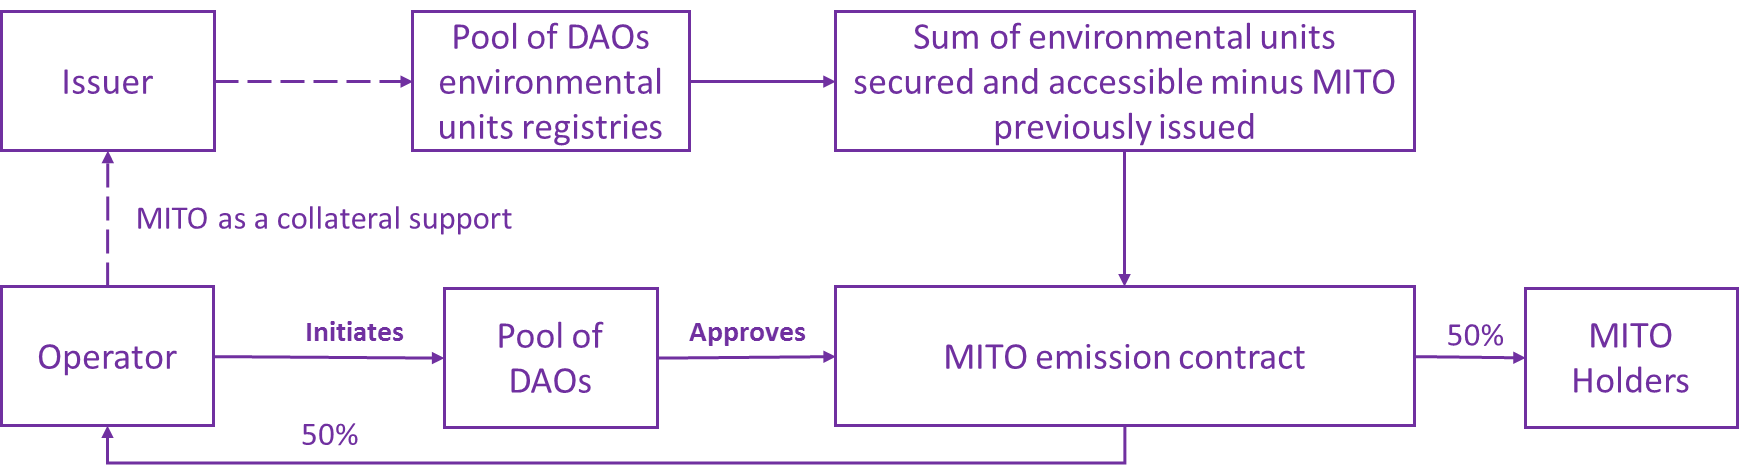 Issuer
Pool of DAOs
environmental
units registries
Sum of environmental units
secured and accessible minus MITO
previously issued
MITO as a collateral support
Operator
Initiates
Pool of
DAOs
Approves
MITO emission contract
50%
MITO
Holders
50%